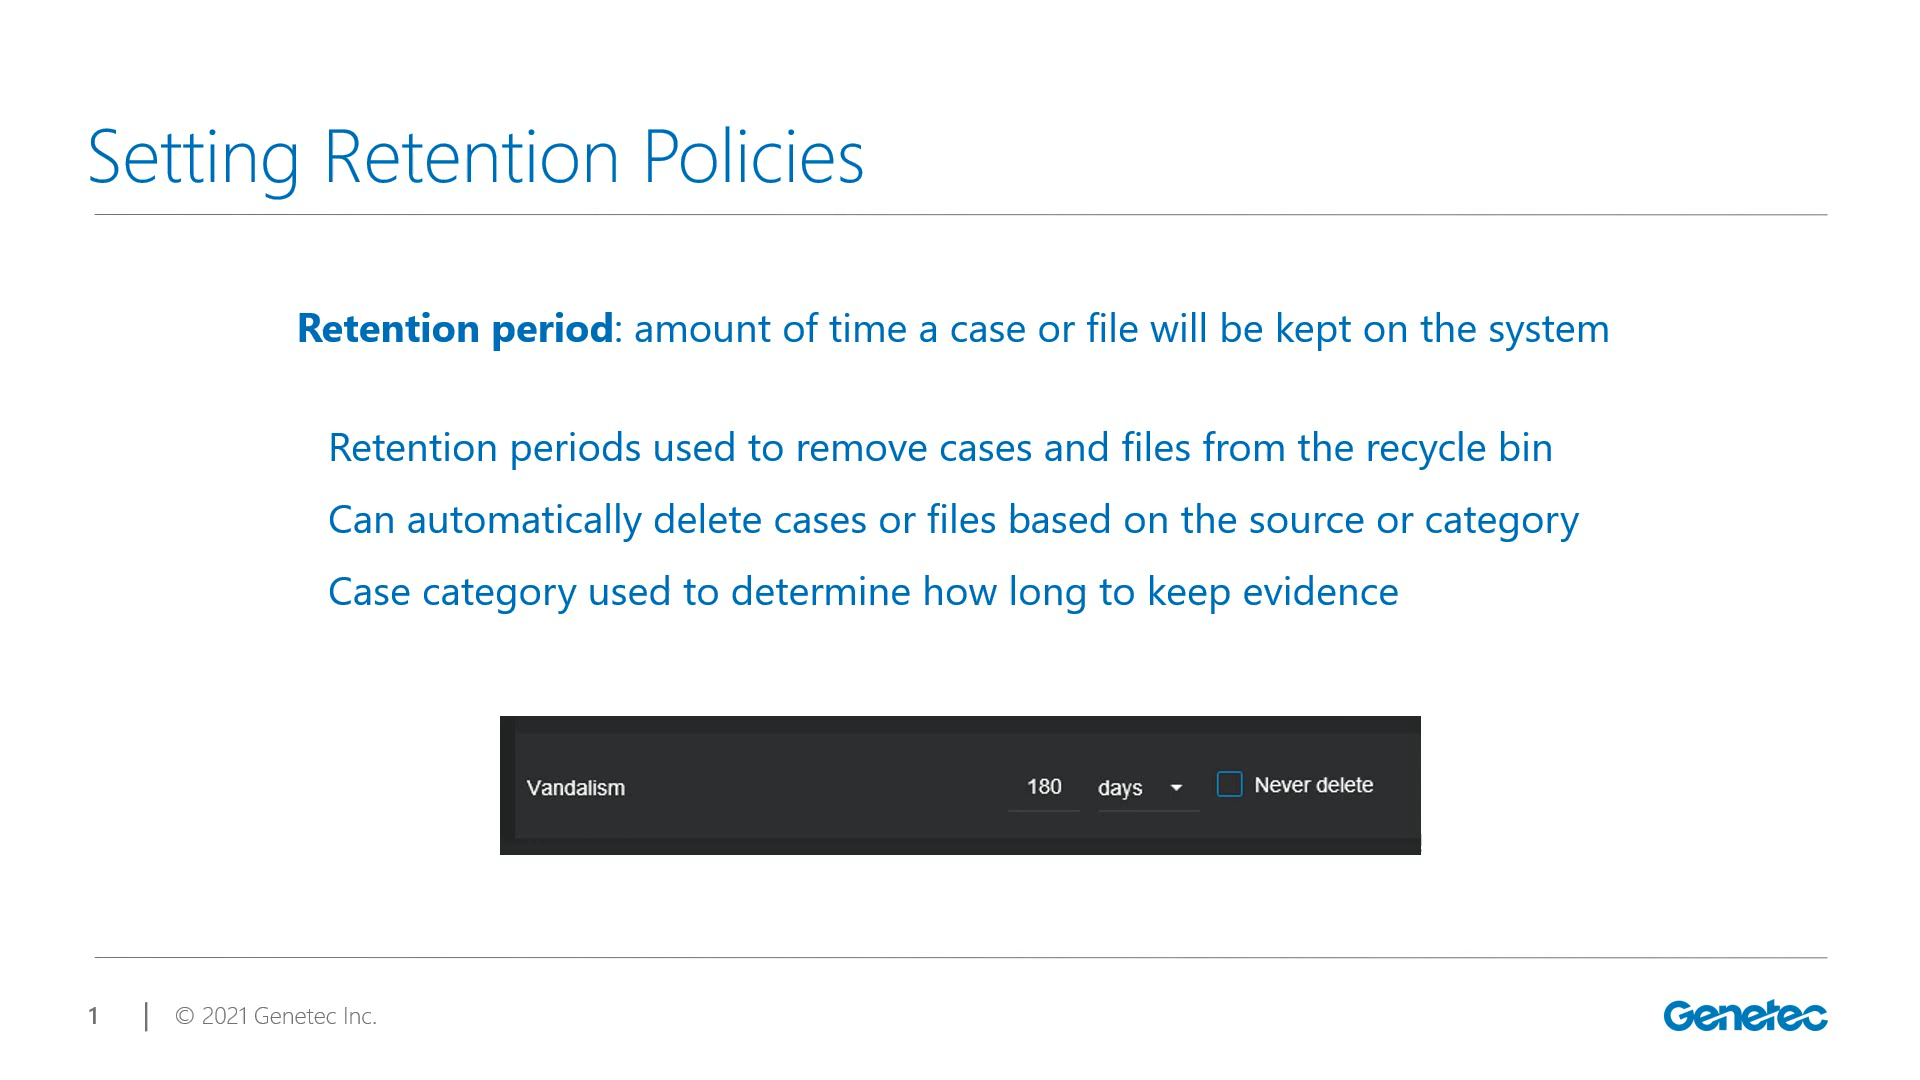 Setting Retention Policies
Retention period: amount of time a case or file will be kept on the system
Retention periods used to remove cases and files from the recycle bin
Can automatically delete cases or files based on the source or category
Case category used to determine how long to keep evidence
Vandalism 180 days Never delete
1 | © 2021 Genetec Inc. Genetec